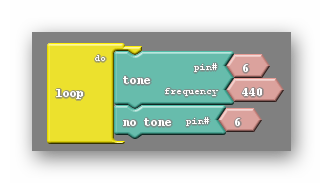 do
loop
tone
pin# 6
frequency 440
no tone pin# 6